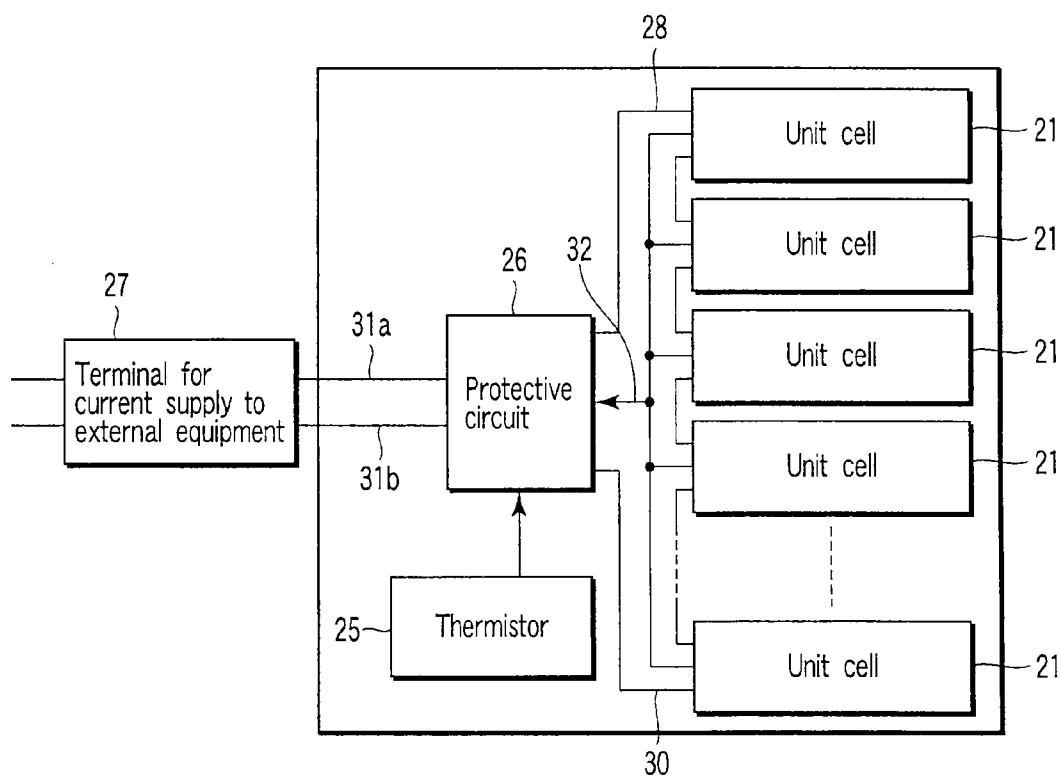 28
Unit cell
21
Unit cell
21
32
26
27
31a
Terminal for
current supply to
external equipment
Protective
circuit
Unit cell
21
31b
Unit cell
21
25
Thermistor
Unit cell
21
30